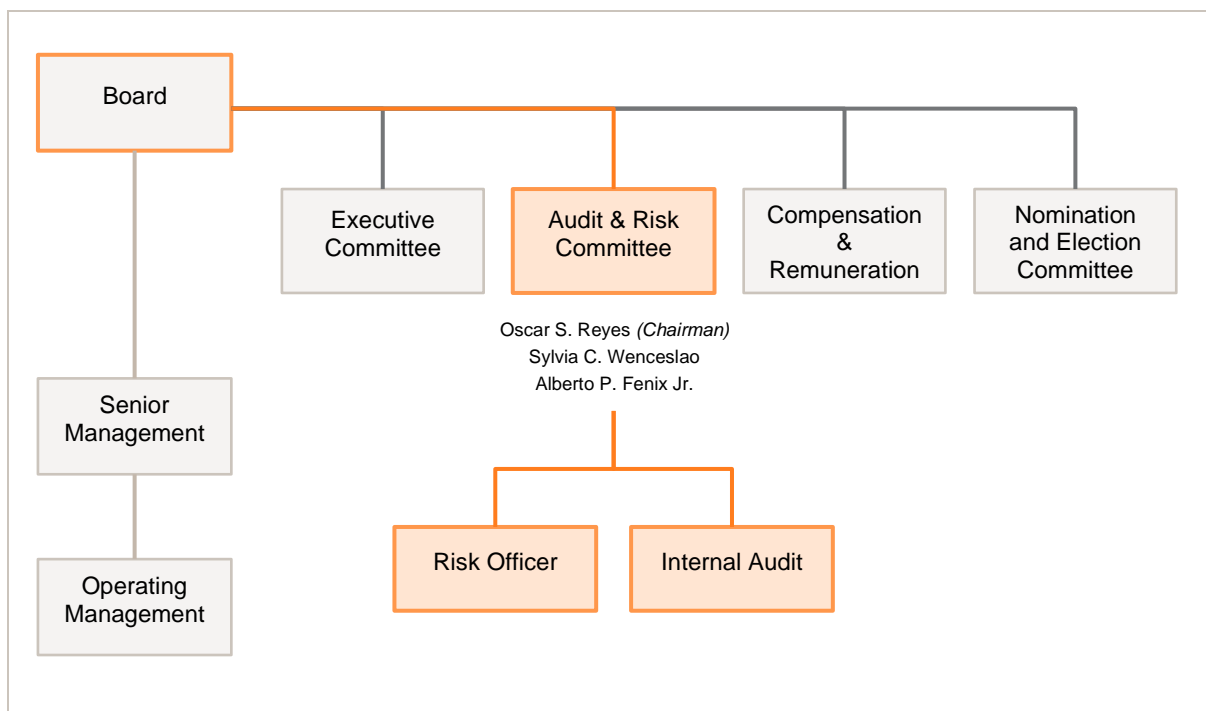 Board
Executive
Committee
Audit & Risk
Committee
Compensation
&
Remuneration
Nomination
and Election
Committee
Oscar S. Reyes (Chairman)
Sylvia C. Wenceslao
Alberto P. Fenix Jr.
Senior
Management
Risk Officer
Internal Audit
Operating
Management